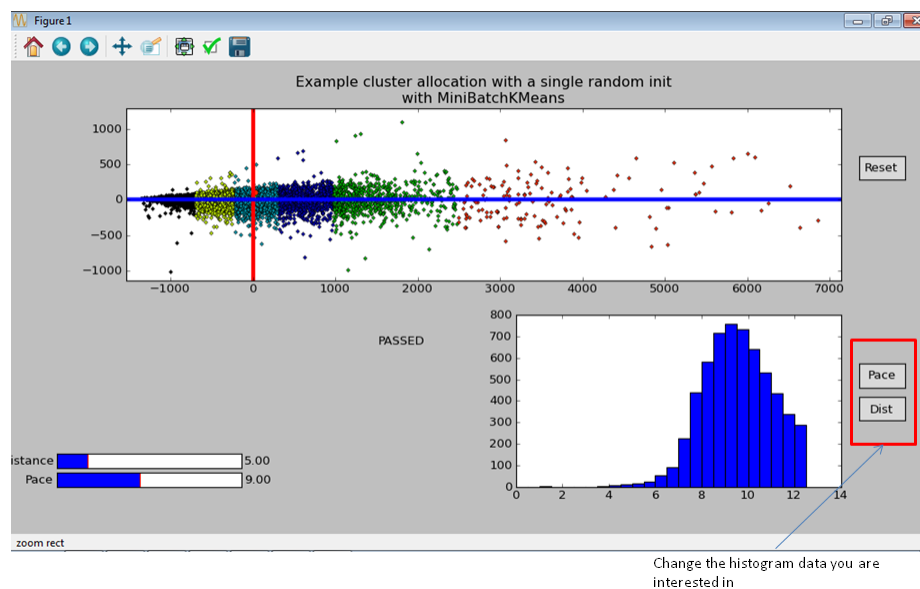 Figure 1
Example cluster allocation with a single random init
with MiniBatchKMeans
1000
500
0
−500
−1000
−1000 0 1000 2000 3000 4000 5000 6000 7000
Reset
PASSED
800
700
600
500
400
300
200
100
0
0 2 4 6 8 10 12 14
Pace
Dist
istance 5.00
Pace 9.00
zoom rect
Change the histogram data you are
interested in